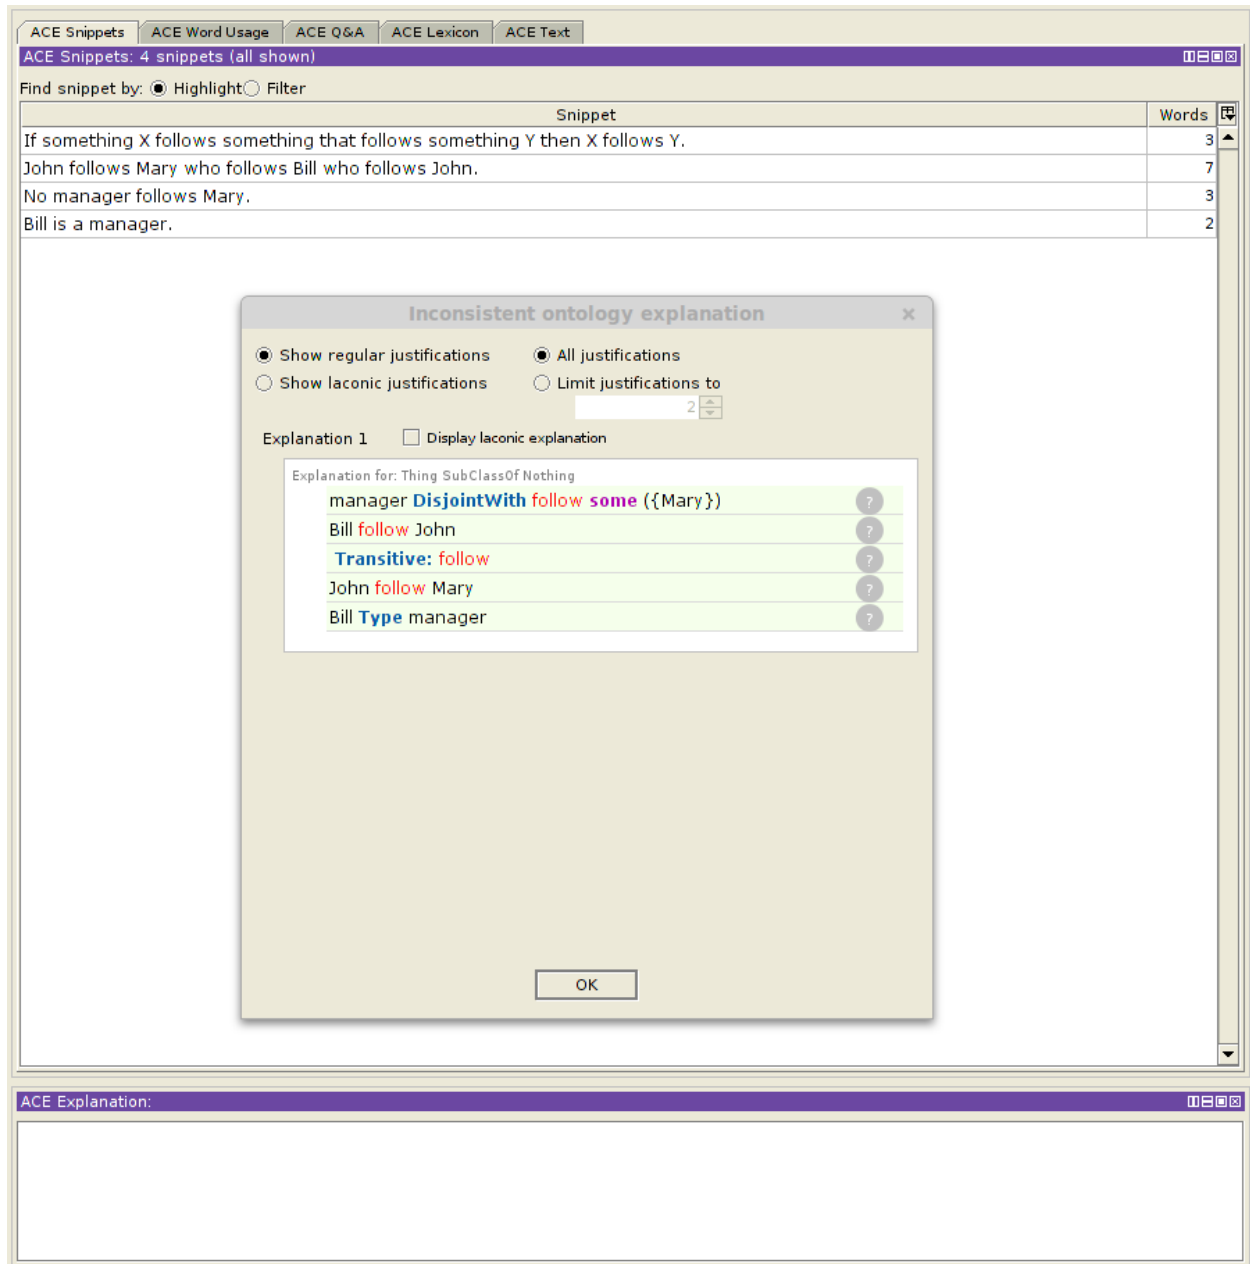 ACE Snippets ACE Word Usage ACE Q&A ACE Lexicon ACE Text
ACE Snippets: 4 snippets (all shown)
Find snippet by: Highlight Filter
Snippet Words
If something X follows something that follows something Y then X follows Y. 3
John follows Mary who follows Bill who follows John. 7
No manager follows Mary. 3
Bill is a manager. 2
Inconsistent ontology explanation ×
Show regular justifications All justifications
Show laconic justifications Limit justifications to
2
Explanation 1 Display laconic explanation
Explanation for: Thing SubClassOf Nothing
manager DisjointWith follow some ({Mary}) ?
Bill follow John ?
Transitive: follow ?
John follow Mary ?
Bill Type manager ?
OK
ACE Explanation: